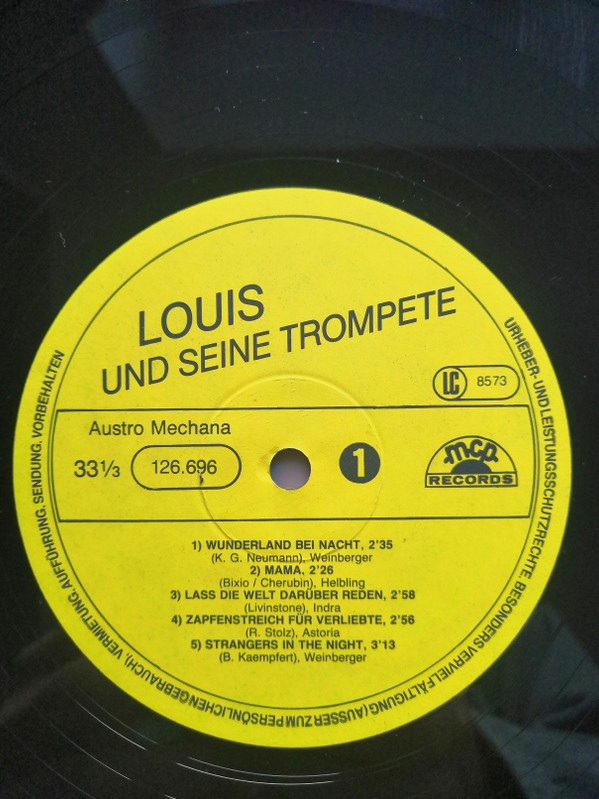 LOUIS
UND SEINE TROMPETE
LC 8573
Austro Mechana
33⅓
126.696
1
mcp
RECORDS
1) WUNDERLAND BEI NACHT, 2'35
(K. G. Neumann), Weinberger
2) MAMA, 2'26
(Bixio / Cherubin), Helbling
3) LASS DIE WELT DARÜBER REDEN, 2'58
(Livinstone), Indra
4) ZAPFENSTREICH FÜR VERLIEBTE, 2'56
(R. Stolz), Astoria
5) STRANGERS IN THE NIGHT, 3'13
(B. Kaempfert), Weinberger
URHEBER- UND LEISTUNGSSCHUTZRECHTE, BESONDERS VERVIELFÄLTIGUNG (AUSSER ZUM PERSÖNLICHEN GEBRAUCH), VERMIETUNG, AUFFÜHRUNG, SENDUNG, VORBEHALTEN